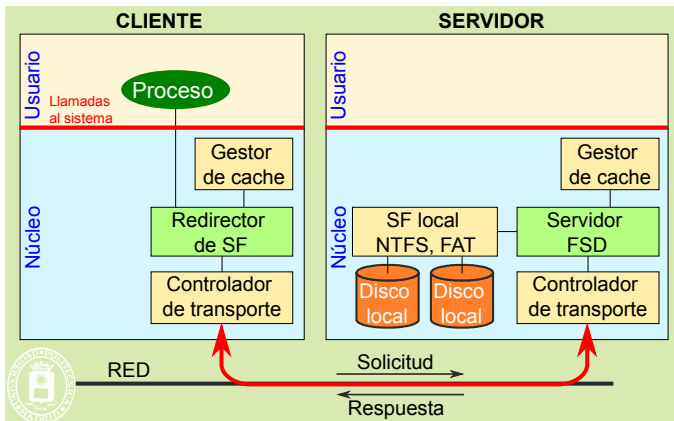 CLIENTE
SERVIDOR
Usuario
Proceso
Llamadas
al sistema
Núcleo
Gestor
de cache
Redirector
de SF
Controlador
de transporte
Usuario
Núcleo
Gestor
de cache
SF local
NTFS, FAT
Servidor
FSD
Disco
local
Disco
local
Controlador
de transporte
RED
Solicitud
Respuesta